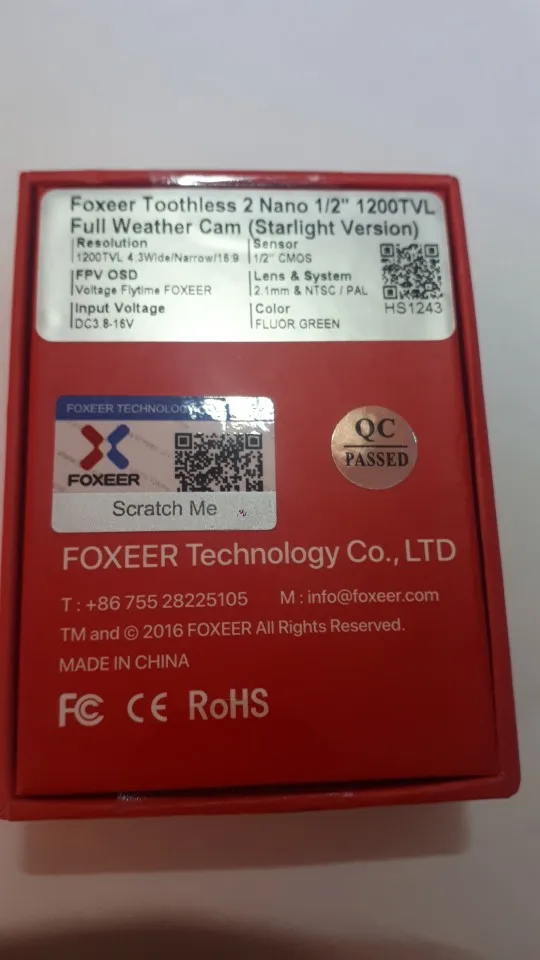 Foxeer Toothless 2 Nano 1/2" 1200TVL
Full Weather Cam (Starlight Version)
Resolution
1200TVL 4:3Wide/Narrow/16:9
Sensor
1/2" CMOS
FPV OSD
Voltage Flytime FOXEER
Lens & System
2.1mm & NTSC / PAL
Input Voltage
DC3.8-16V
Color
FLUOR GREEN
HS1243
FOXEER TECHNOLOGY
FOXEER
Scratch Me
QC
PASSED
FOXEER Technology Co., LTD
T : +86 755 28225105 M : info@foxeer.com
TM and © 2016 FOXEER All Rights Reserved.
MADE IN CHINA
FC CE RoHS